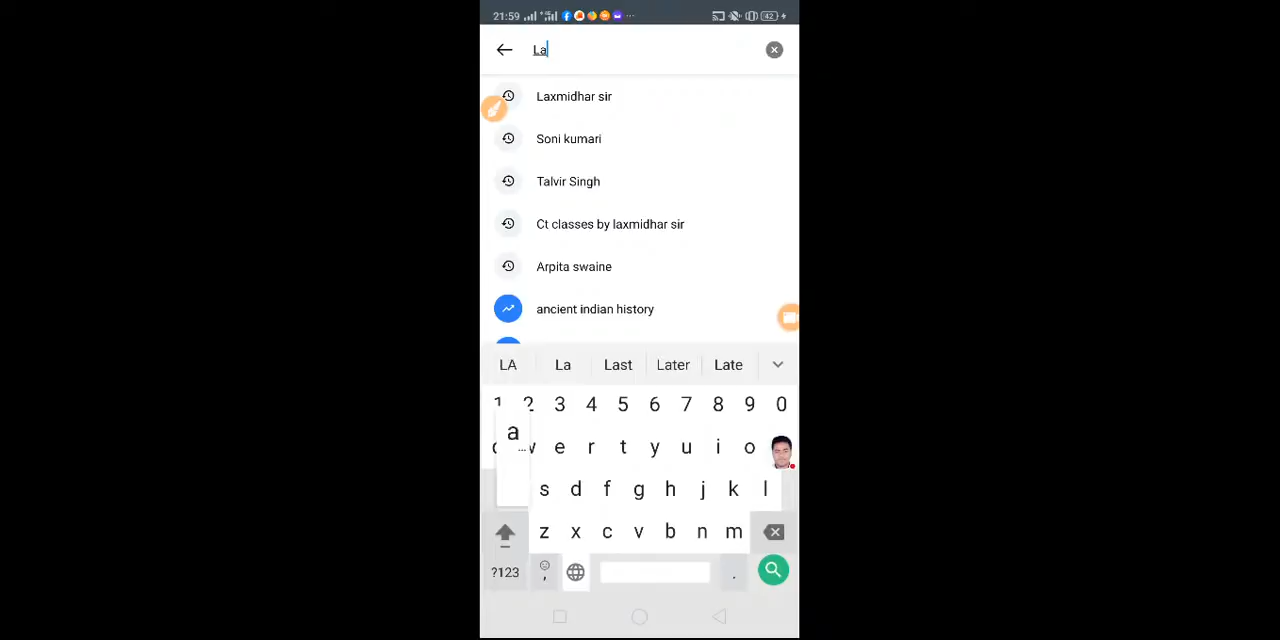 21:59 42
La
Laxmidhar sir
Soni kumari
Talvir Singh
Ct classes by laxmidhar sir
Arpita swaine
ancient indian history
LA La Last Later Late
1 2 3 4 5 6 7 8 9 0
a
w e r t y u i o
s d f g h j k l
z x c v b n m
?123 , .